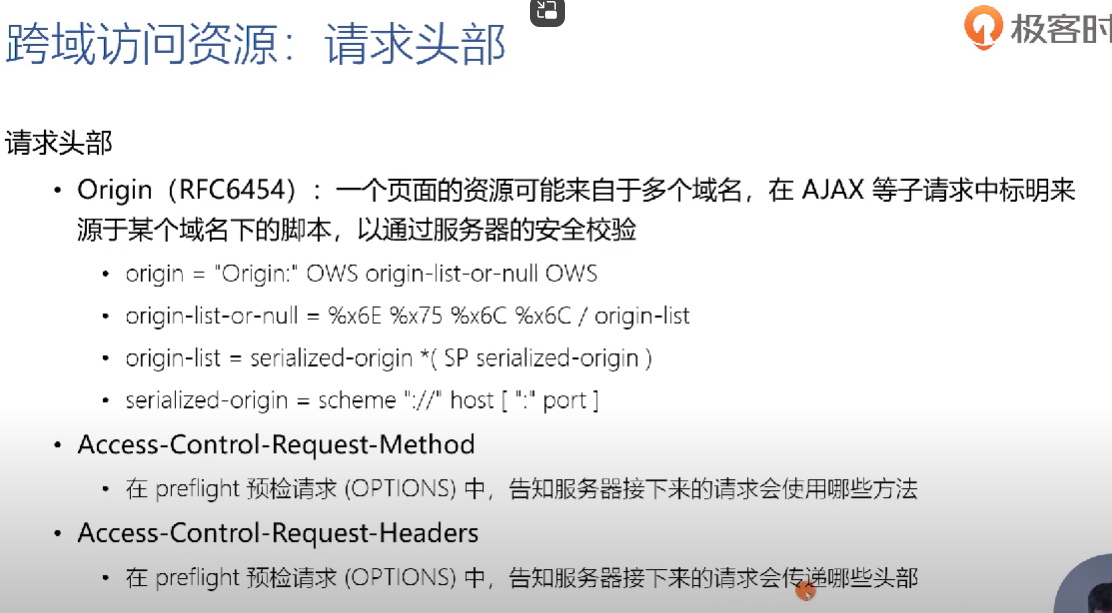 跨域访问资源：请求头部
极客时
请求头部
• Origin（RFC6454）：一个页面的资源可能来自于多个域名，在 AJAX 等子请求中标明来
源于某个域名下的脚本，以通过服务器的安全校验
• origin = "Origin:" OWS origin-list-or-null OWS
• origin-list-or-null = %x6E %x75 %x6C %x6C / origin-list
• origin-list = serialized-origin *( SP serialized-origin )
• serialized-origin = scheme "://" host [ ":" port ]
• Access-Control-Request-Method
• 在 preflight 预检请求 (OPTIONS) 中，告知服务器接下来的请求会使用哪些方法
• Access-Control-Request-Headers
• 在 preflight 预检请求 (OPTIONS) 中，告知服务器接下来的请求会传递哪些头部